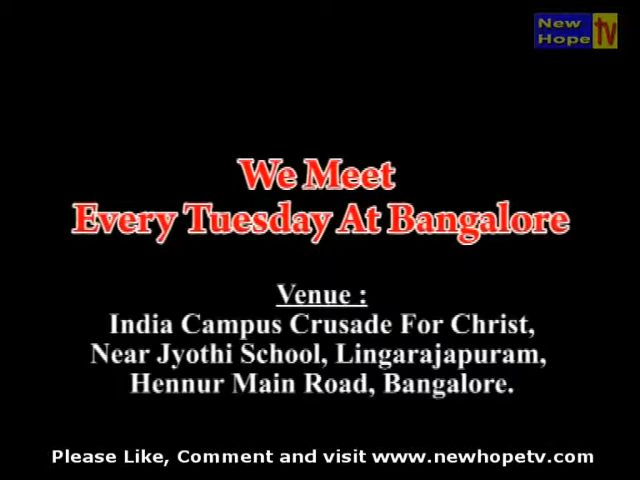 New
Hope TV
We Meet
Every Tuesday At Bangalore
Venue :
India Campus Crusade For Christ,
Near Jyothi School, Lingarajapuram,
Hennur Main Road, Bangalore.
Please Like, Comment and visit www.newhopetv.com